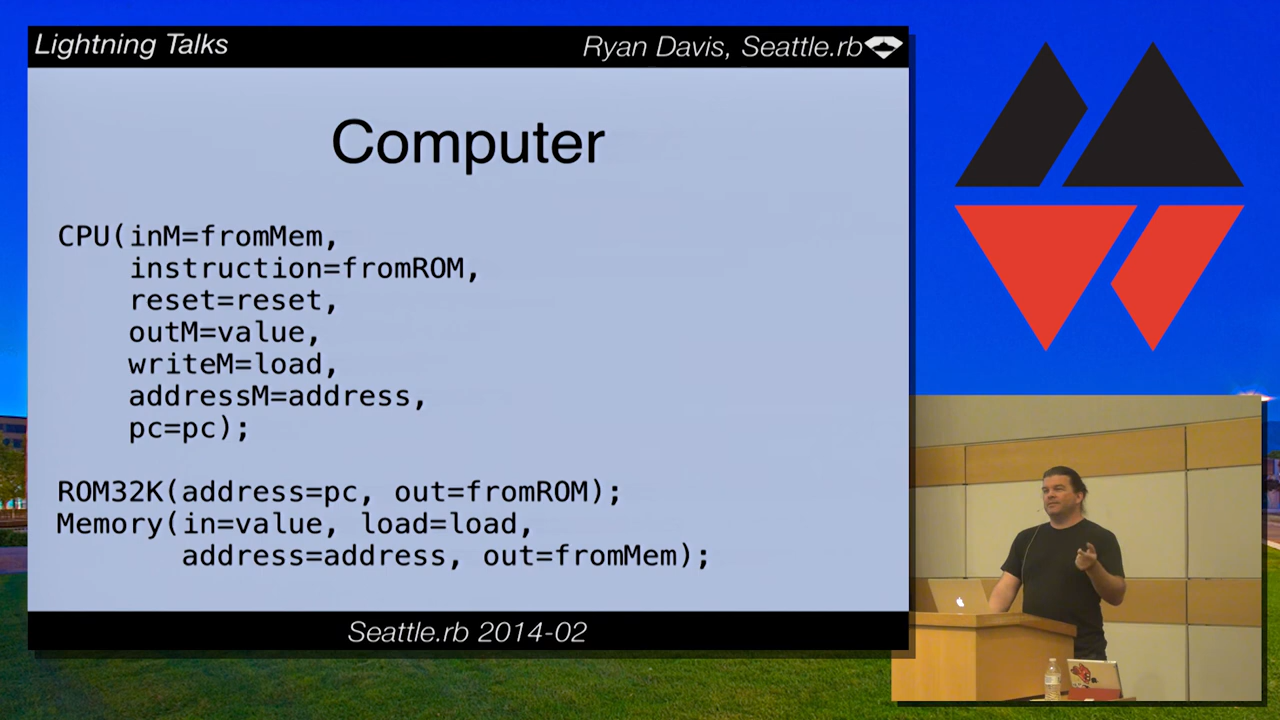 Lightning Talks
Ryan Davis, Seattle.rb
Computer
CPU(inM=fromMem,
instruction=fromROM,
reset=reset,
outM=value,
writeM=load,
addressM=address,
pc=pc);
ROM32K(address=pc, out=fromROM);
Memory(in=value, load=load,
address=address, out=fromMem);
Seattle.rb 2014-02